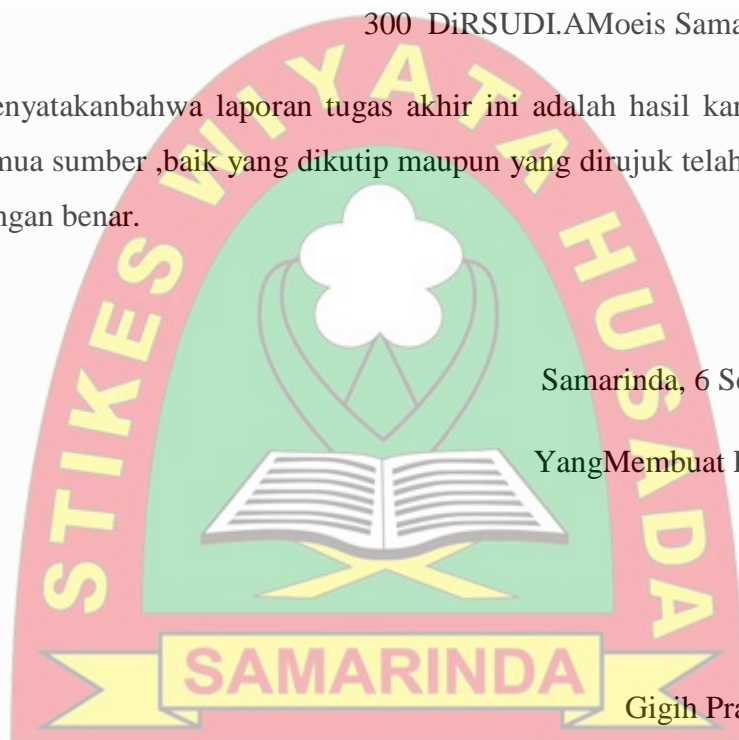 300 DiRSUDI.AMoeis Sama
enyatakanbahwa laporan tugas akhir ini adalah hasil kar
mua sumber ,baik yang dikutip maupun yang dirujuk telah
ngan benar.
Samarinda, 6
YangMembuat
Gigih Pra
STIKES WIYATA HUSADA
SAMARINDA